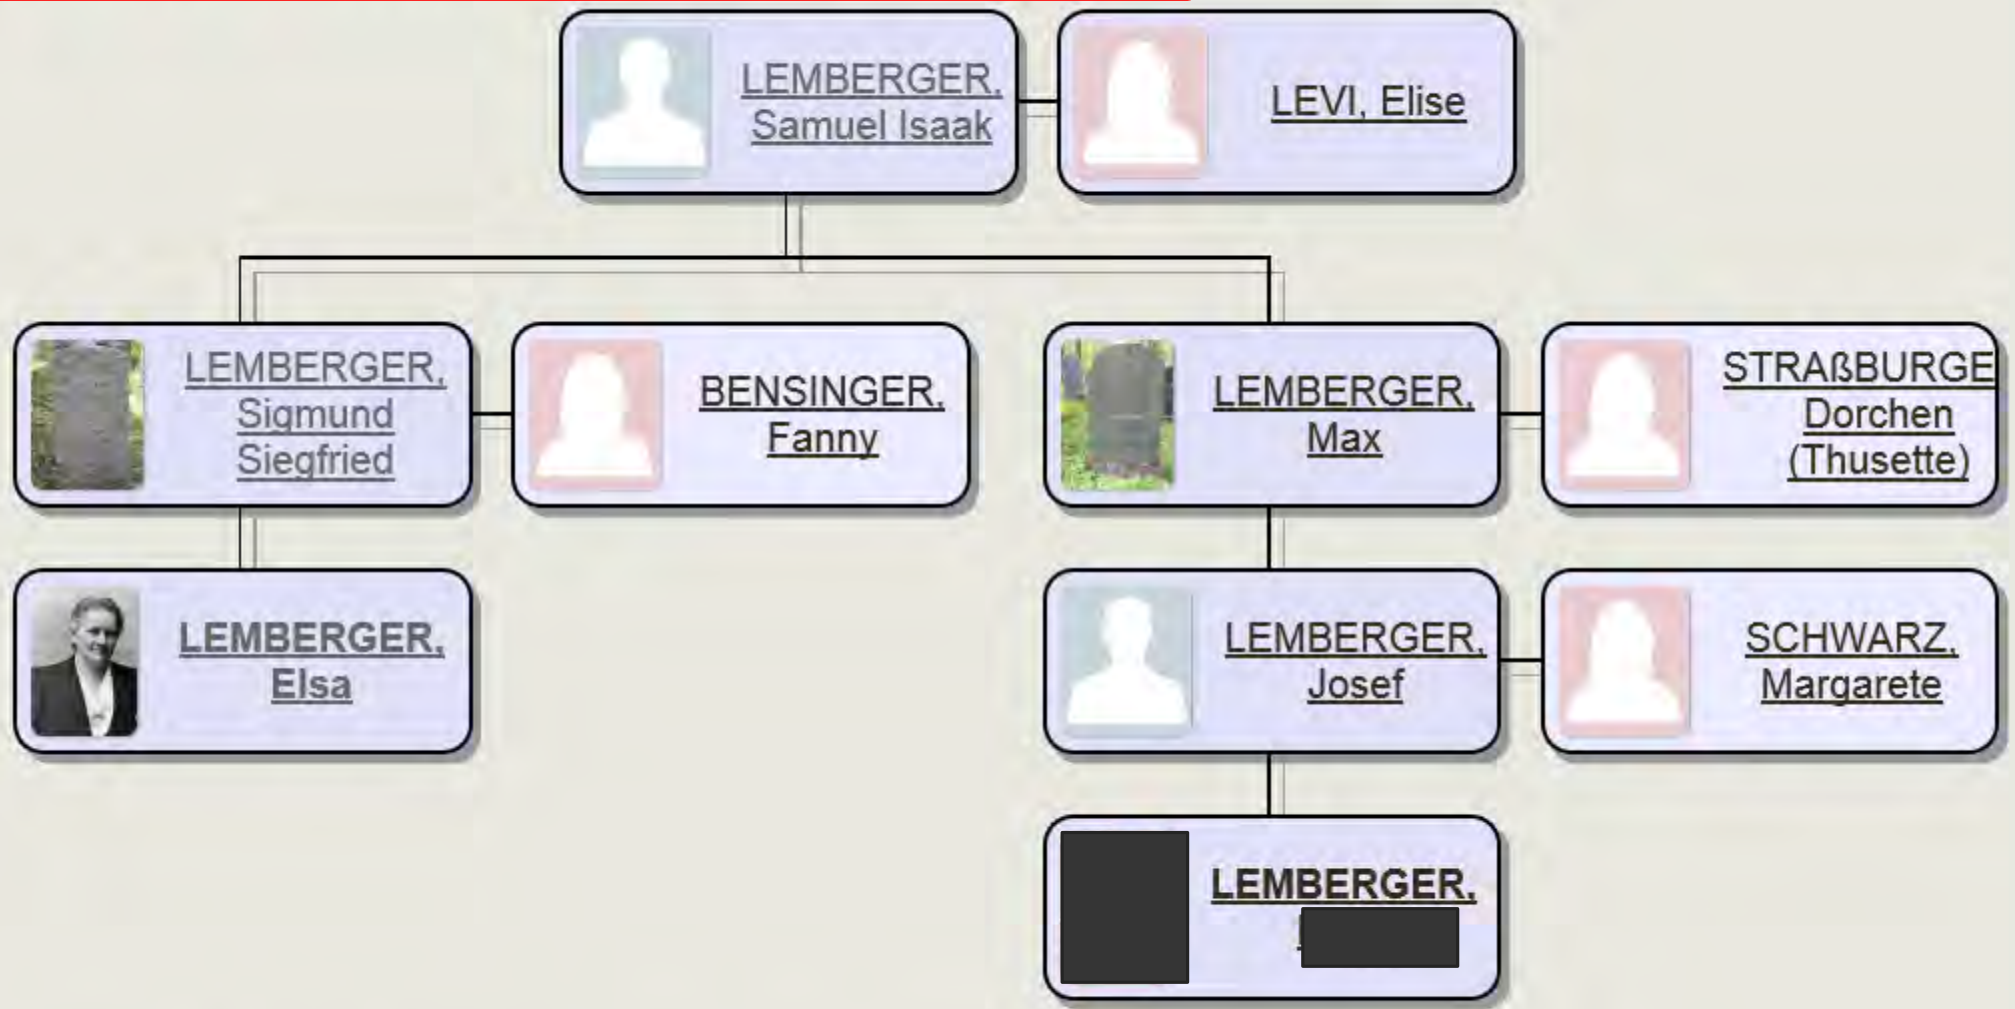 LEMBERGER,
Samuel Isaak
LEVI, Elise
LEMBERGER,
Sigmund
Siegfried
BENSINGER,
Fanny
LEMBERGER,
Max
STRAßBURGE
Dorchen
(Thusette)
LEMBERGER,
Elsa
LEMBERGER,
Josef
SCHWARZ,
Margarete
LEMBERGER,